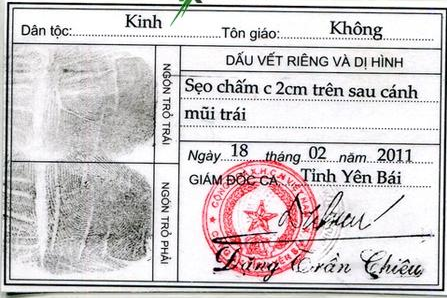 Dân tộc: Kinh Tôn giáo: Không
NGÓN TRỎ TRÁI
NGÓN TRỎ PHẢI
DẤU VẾT RIÊNG VÀ DỊ HÌNH
Sẹo chấm c 2cm trên sau cánh
mũi trái
Ngày 18 tháng 02 năm 2011
GIÁM ĐỐC CA Tỉnh Yên Bái
Đặng Trần Chiêu